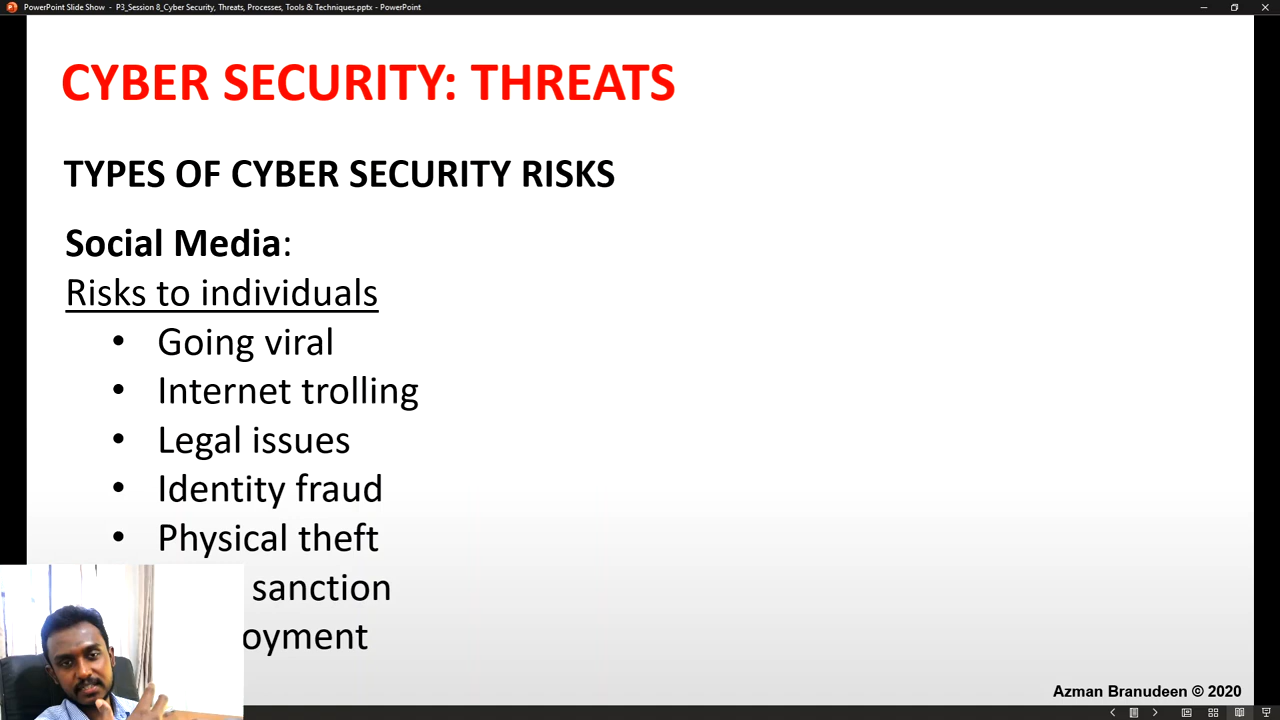 PowerPoint Slide Show - P3_Session 8_Cyber Security, Threats, Processes, Tools & Techniques.pptx - PowerPoint
CYBER SECURITY: THREATS
TYPES OF CYBER SECURITY RISKS
Social Media:
Risks to individuals
• Going viral
• Internet trolling
• Legal issues
• Identity fraud
• Physical theft
sanction
oyment
Azman Branudeen © 2020